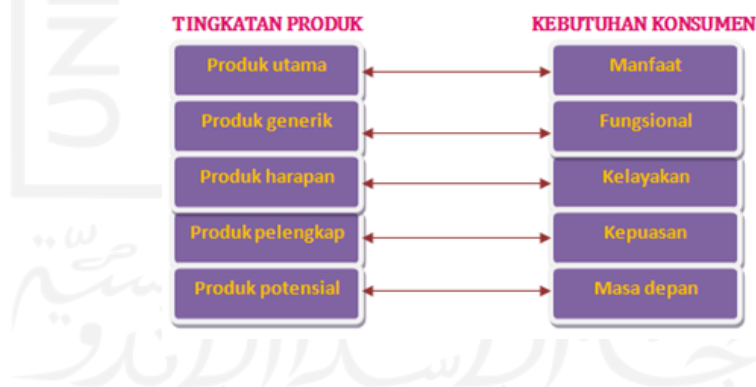 TINGKATAN PRODUK KEBUTUHAN KONSUMEN
Produk utama Manfaat
Produk generik Fungsional
Produk harapan Kelayakan
Produk pelengkap Kepuasan
Produk potensial Masa depan